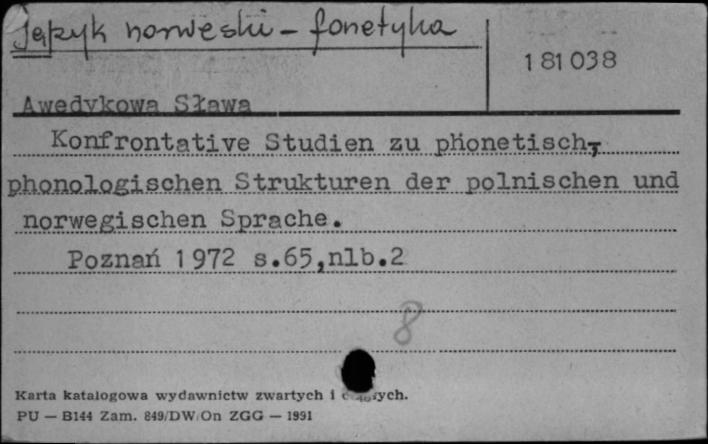 Język norweski - fonetyka
181038
Awedykowa Sława
Konfrontative Studien zu phonetisch-
phonologischen Strukturen der polnischen und
norwegischen Sprache.
Poznań 1972 s.65,nlb.2
8
Karta katalogowa wydawnictw zwartych i
PU — B144 Zam. 849/DW/On ZGG — 1991